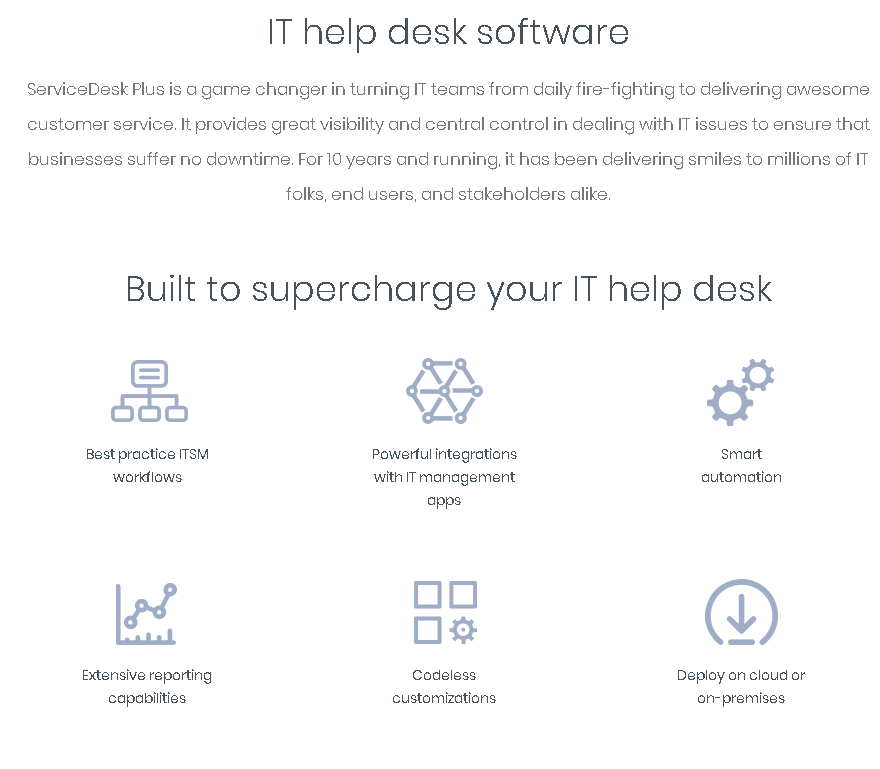 IT help desk software
ServiceDesk Plus is a game changer in turning IT teams from daily fire-fighting to delivering awesome
customer service. It provides great visibility and central control in dealing with IT issues to ensure that
businesses suffer no downtime. For 10 years and running, it has been delivering smiles to millions of IT
folks, end users, and stakeholders alike.
Built to supercharge your IT help desk
Best practice ITSM
workflows
Powerful integrations
with IT management
apps
Smart
automation
Extensive reporting
capabilities
Codeless
customizations
Deploy on cloud or
on-premises